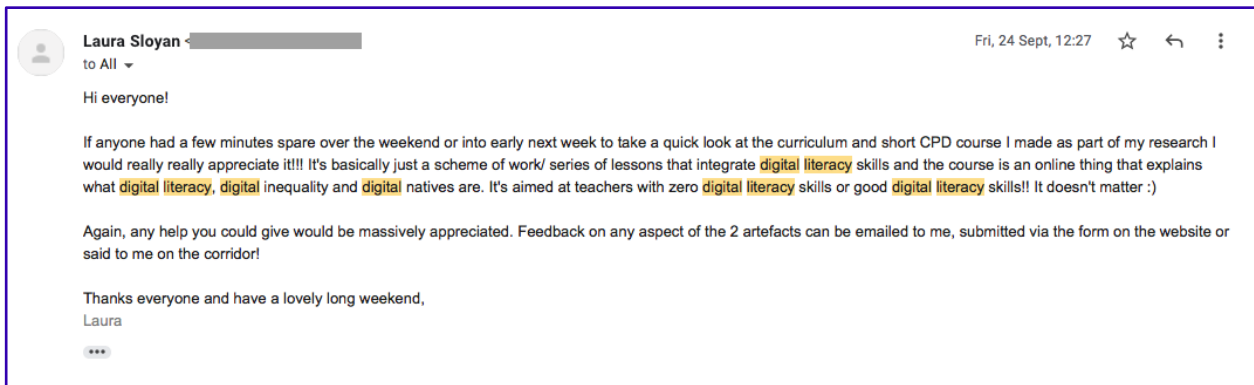 Laura Sloyan <
Fri, 24 Sept, 12:27
to All
Hi everyone!
If anyone had a few minutes spare over the weekend or into early next week to take a quick look at the curriculum and short CPD course I made as part of my research I
would really really appreciate it!!! It's basically just a scheme of work/ series of lessons that integrate digital literacy skills and the course is an online thing that explains
what digital literacy, digital inequality and digital natives are. It's aimed at teachers with zero digital literacy skills or good digital literacy skills!! It doesn't matter :)
Again, any help you could give would be massively appreciated. Feedback on any aspect of the 2 artefacts can be emailed to me, submitted via the form on the website or
said to me on the corridor!
Thanks everyone and have a lovely long weekend,
Laura